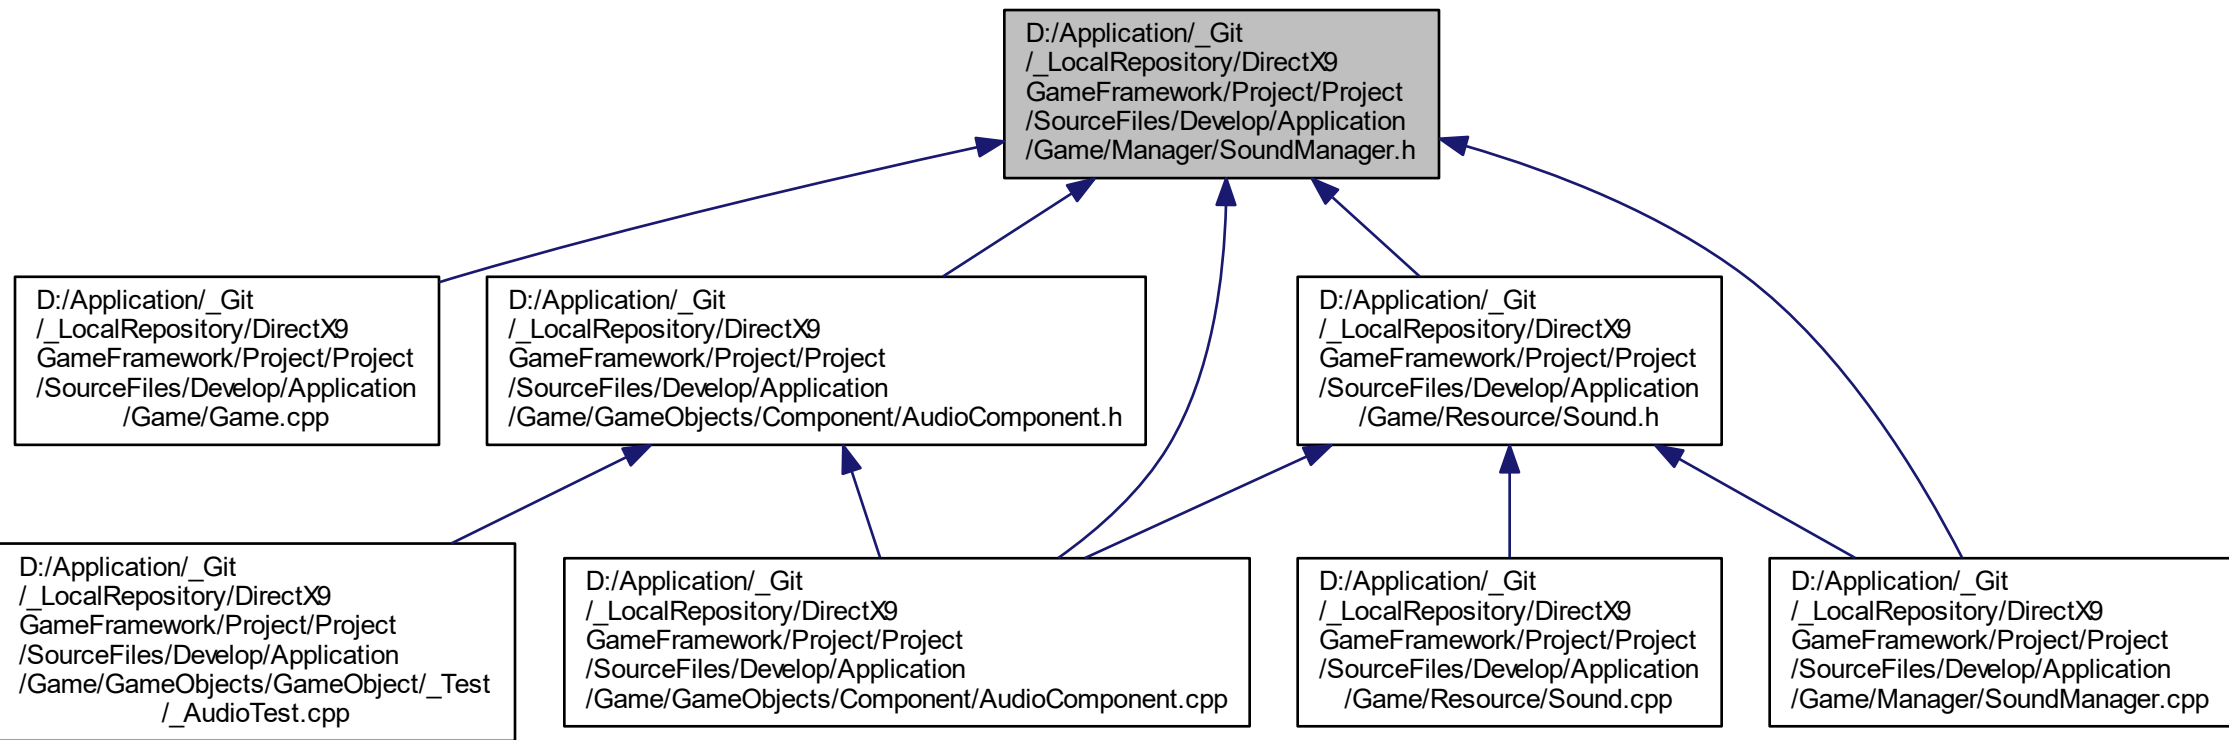 D:/Application/_Git
/_LocalRepository/DirectX9
GameFramework/Project/Project
/SourceFiles/Develop/Application
/Game/Manager/SoundManager.h
D:/Application/_Git
/_LocalRepository/DirectX9
GameFramework/Project/Project
/SourceFiles/Develop/Application
/Game/Game.cpp
D:/Application/_Git
/_LocalRepository/DirectX9
GameFramework/Project/Project
/SourceFiles/Develop/Application
/Game/GameObjects/Component/AudioComponent.h
D:/Application/_Git
/_LocalRepository/DirectX9
GameFramework/Project/Project
/SourceFiles/Develop/Application
/Game/Resource/Sound.h
D:/Application/_Git
/_LocalRepository/DirectX9
GameFramework/Project/Project
/SourceFiles/Develop/Application
/Game/GameObjects/GameObject/_Test
/_AudioTest.cpp
D:/Application/_Git
/_LocalRepository/DirectX9
GameFramework/Project/Project
/SourceFiles/Develop/Application
/Game/GameObjects/Component/AudioComponent.cpp
D:/Application/_Git
/_LocalRepository/DirectX9
GameFramework/Project/Project
/SourceFiles/Develop/Application
/Game/Resource/Sound.cpp
D:/Application/_Git
/_LocalRepository/DirectX9
GameFramework/Project/Project
/SourceFiles/Develop/Application
/Game/Manager/SoundManager.cpp